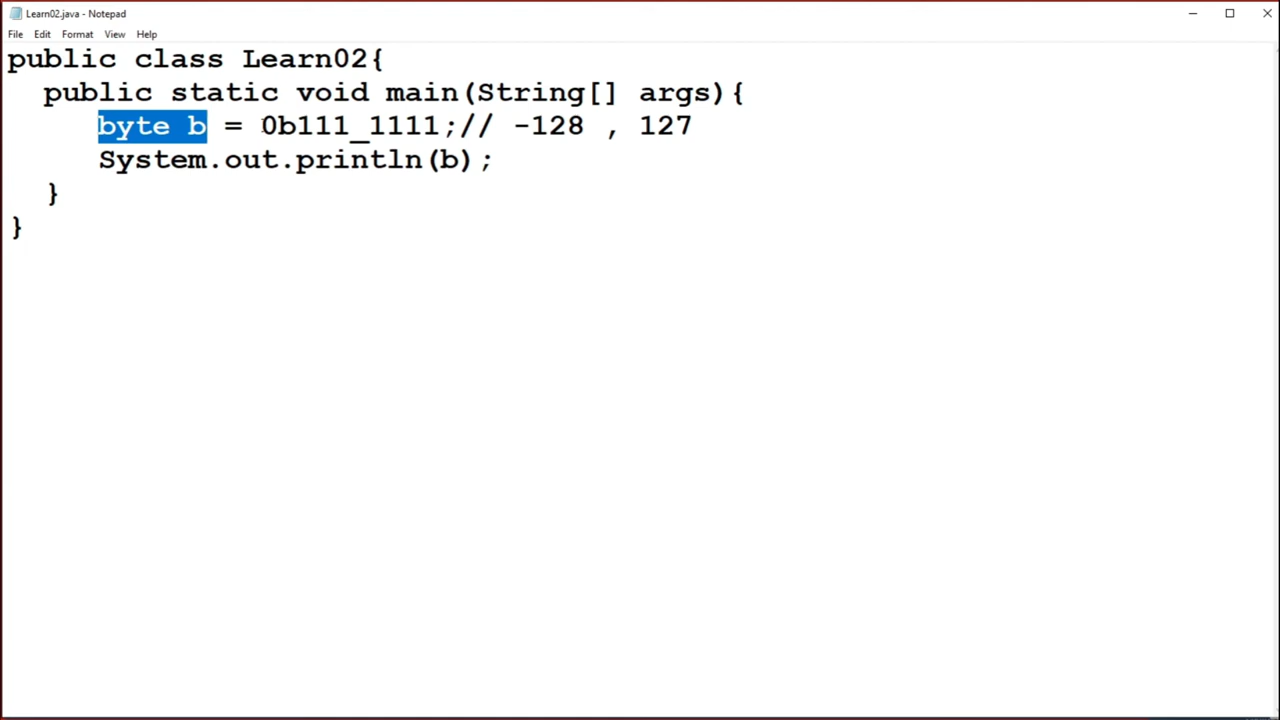 Learn02.java - Notepad
File Edit Format View Help
public class Learn02{
public static void main(String[] args){
byte b = 0b111_1111;// -128 , 127
System.out.println(b);
}
}